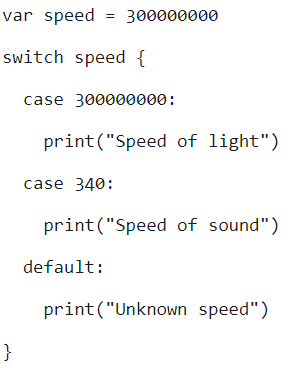 var speed = 300000000
switch speed {
  case 300000000:
    print("Speed of light")
  case 340:
    print("Speed of sound")
  default:
    print("Unknown speed")
}